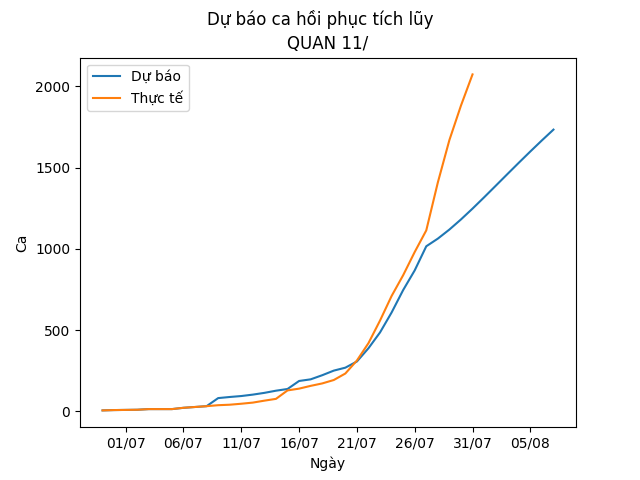 Dự báo ca hồi phục tích lũy
QUAN 11/
Dự báo
Thực tế
Ca
2000
1500
1000
500
0
01/07
06/07
11/07
16/07
21/07
26/07
31/07
05/08
Ngày